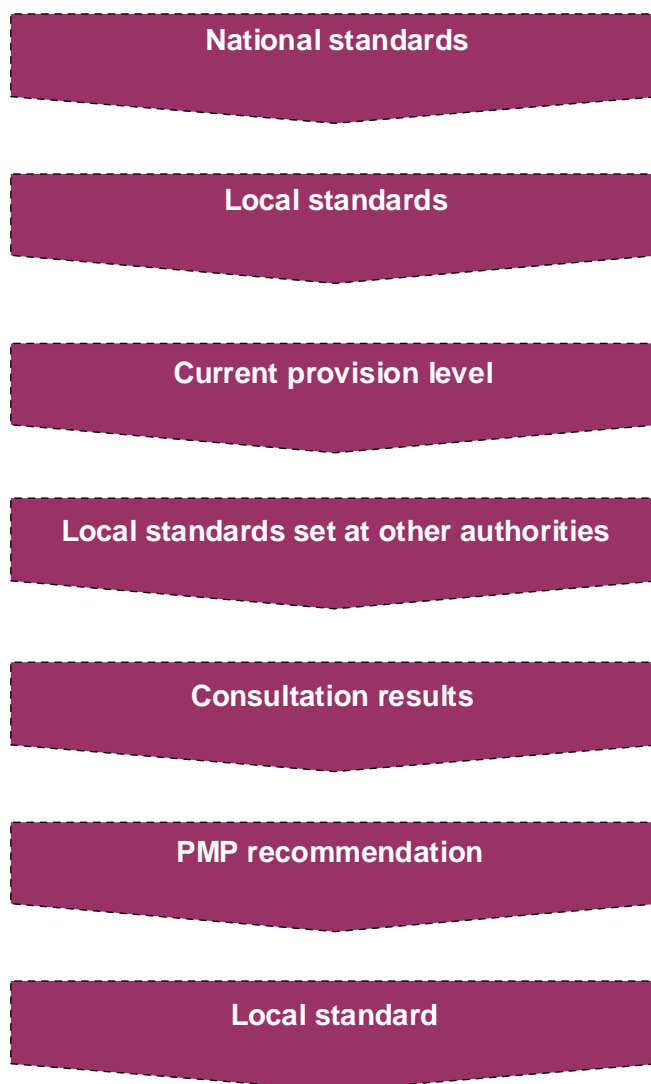 National standards
Local standards
Current provision level
Local standards set at other authorities
Consultation results
PMP recommendation
Local standard